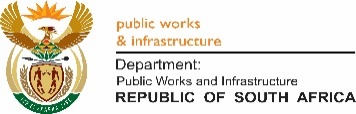 public works
& infrastructure
Department:
Public Works and Infrastructure
REPUBLIC OF SOUTH AFRICA